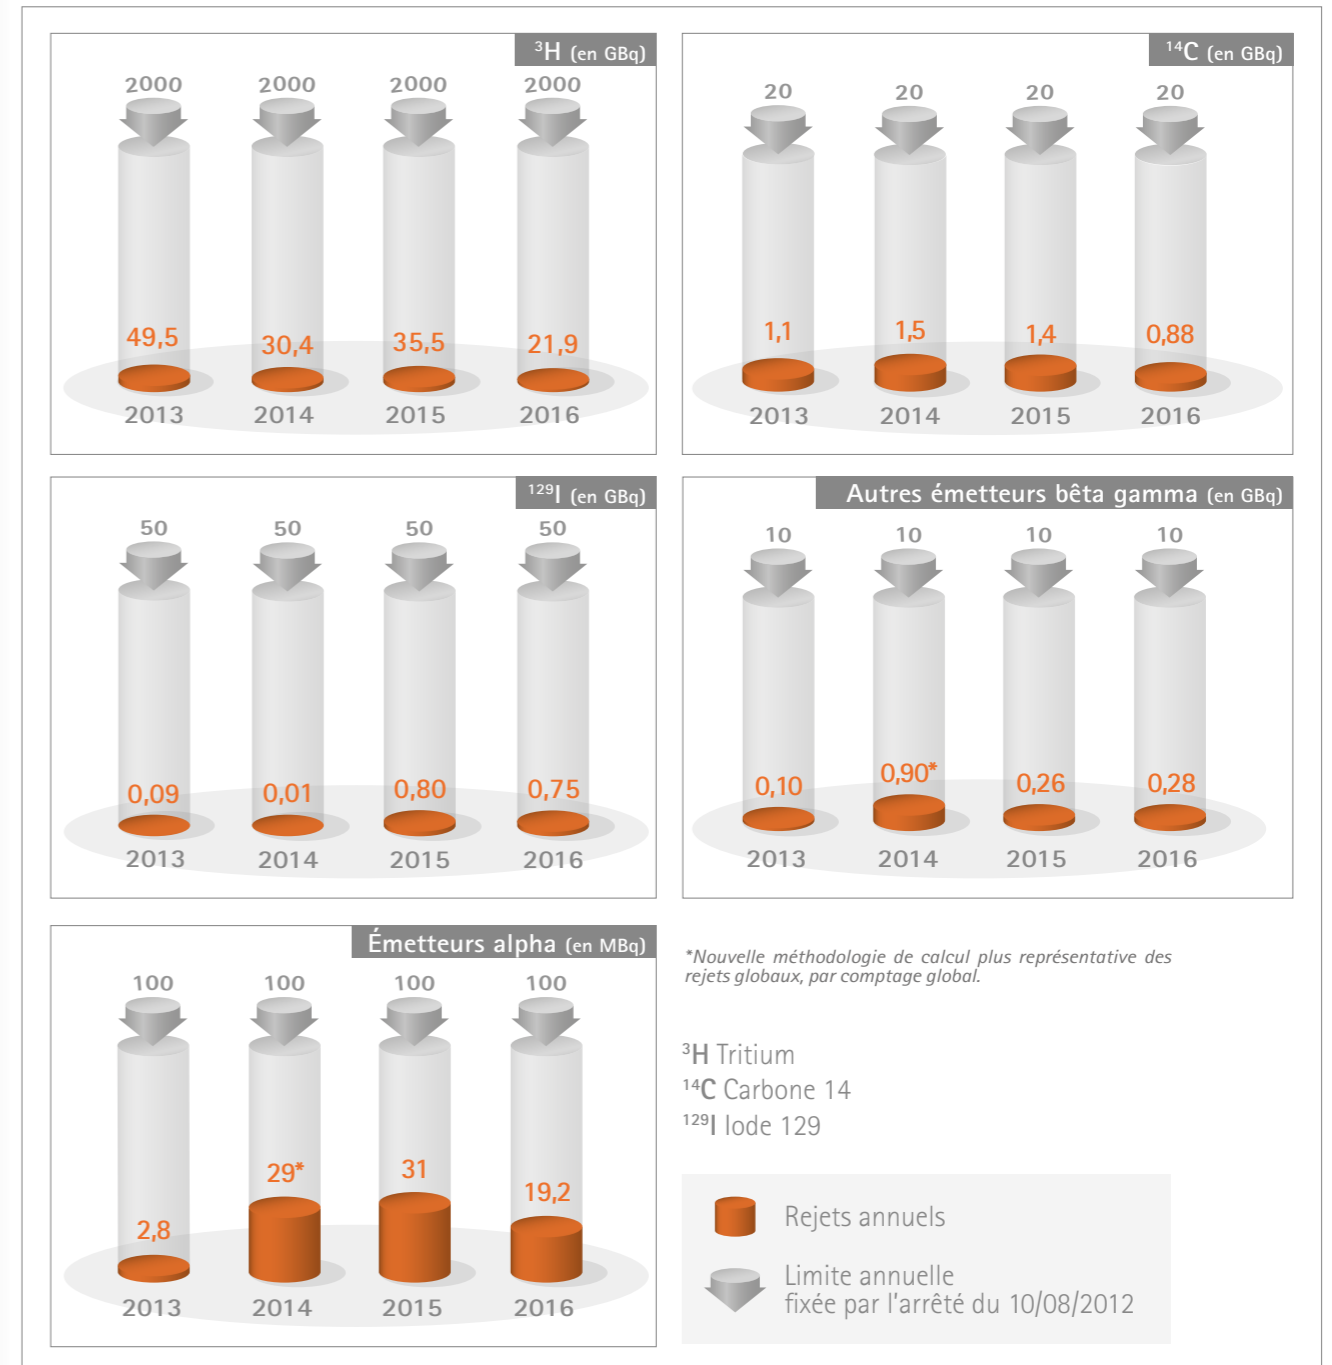 ³H (en GBq)
2000 2000 2000 2000
49,5 30,4 35,5 21,9
2013 2014 2015 2016
¹⁴C (en GBq)
20 20 20 20
1,1 1,5 1,4 0,88
2013 2014 2015 2016
¹²⁹I (en GBq)
50 50 50 50
0,09 0,01 0,80 0,75
2013 2014 2015 2016
Autres émetteurs bêta gamma (en GBq)
10 10 10 10
0,10 0,90* 0,26 0,28
2013 2014 2015 2016
Émetteurs alpha (en MBq)
100 100 100 100
2,8 29* 31 19,2
2013 2014 2015 2016
*Nouvelle méthodologie de calcul plus représentative des
rejets globaux, par comptage global.
³H Tritium
¹⁴C Carbone 14
¹²⁹I Iode 129
Rejets annuels
Limite annuelle
fixée par l'arrêté du 10/08/2012